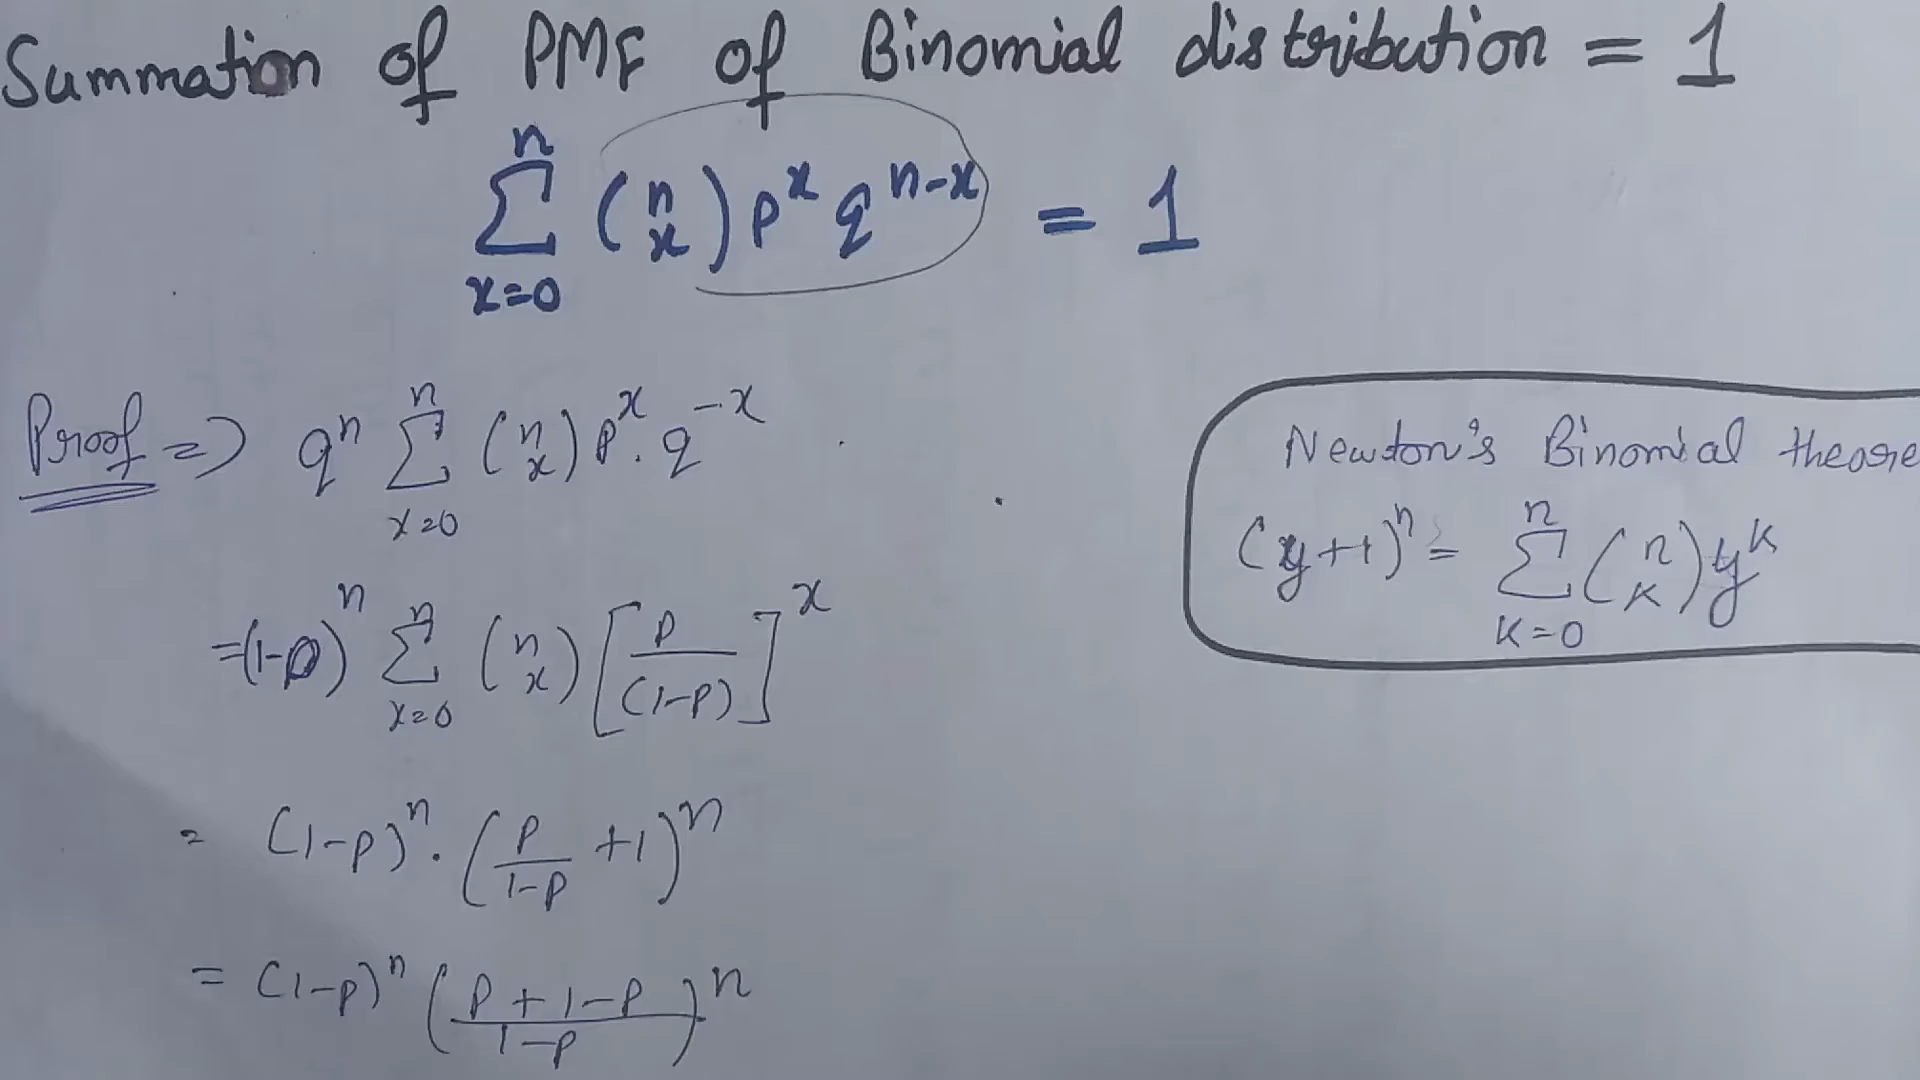 Summation of PMF of Binomial distribution = 1
n
∑ (n x) p^x q^(n-x) = 1
x=0
Proof => q^n ∑_(x=0)^n (n x) p^x . q^(-x)
=(1-p)^n ∑_(x=0)^n (n x) [p/(1-p)]^x
= (1-p)^n . (p/(1-p) +1)^n
= (1-p)^n ((p+1-p)/(1-p))^n
Newton's Binomial theore
(y+1)^n = ∑_(k=0)^n (n k) y^k